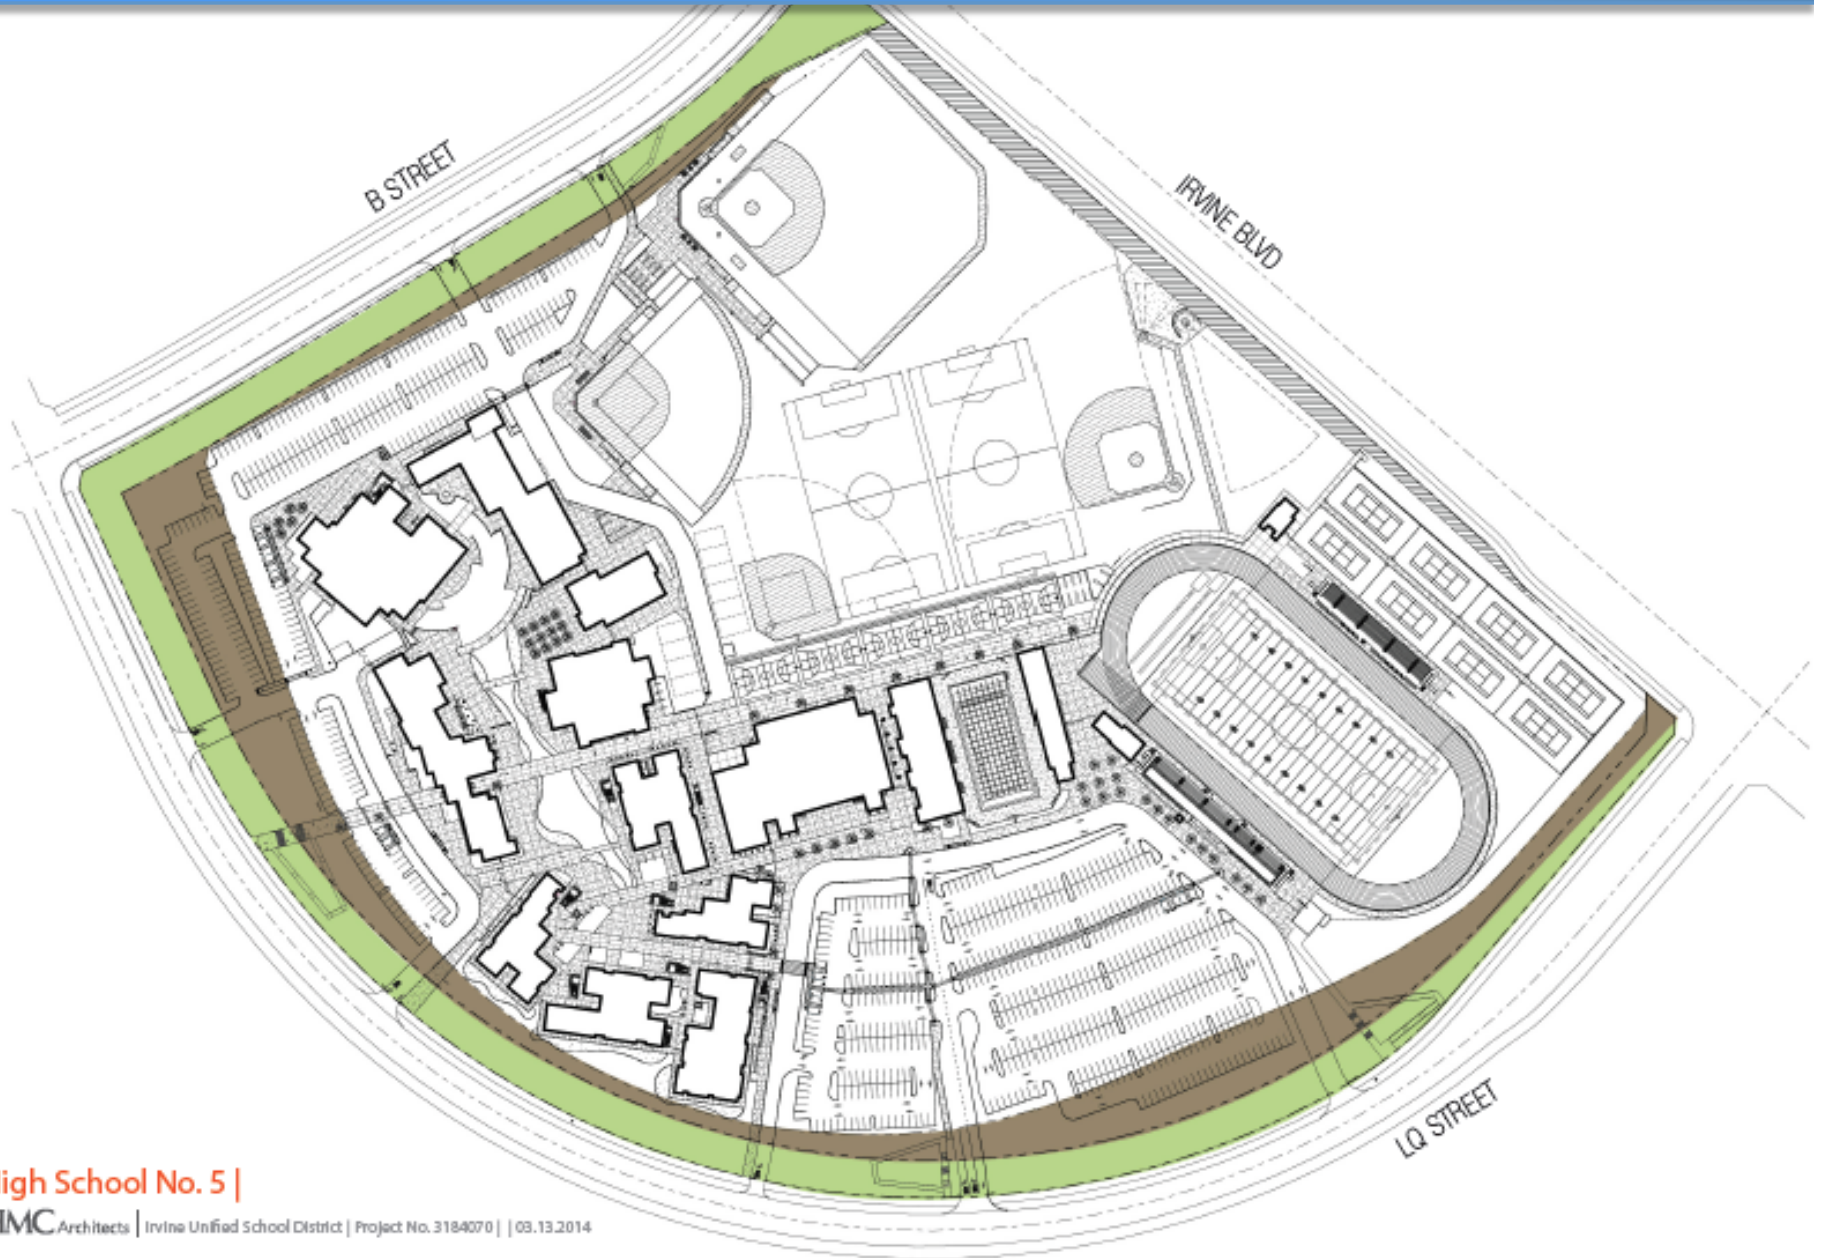 B STREET
IRVINE BLVD
LQ STREET
igh School No. 5 |
MC Architects | Irvine Unified School District | Project No. 3184070 | | 03.13.2014